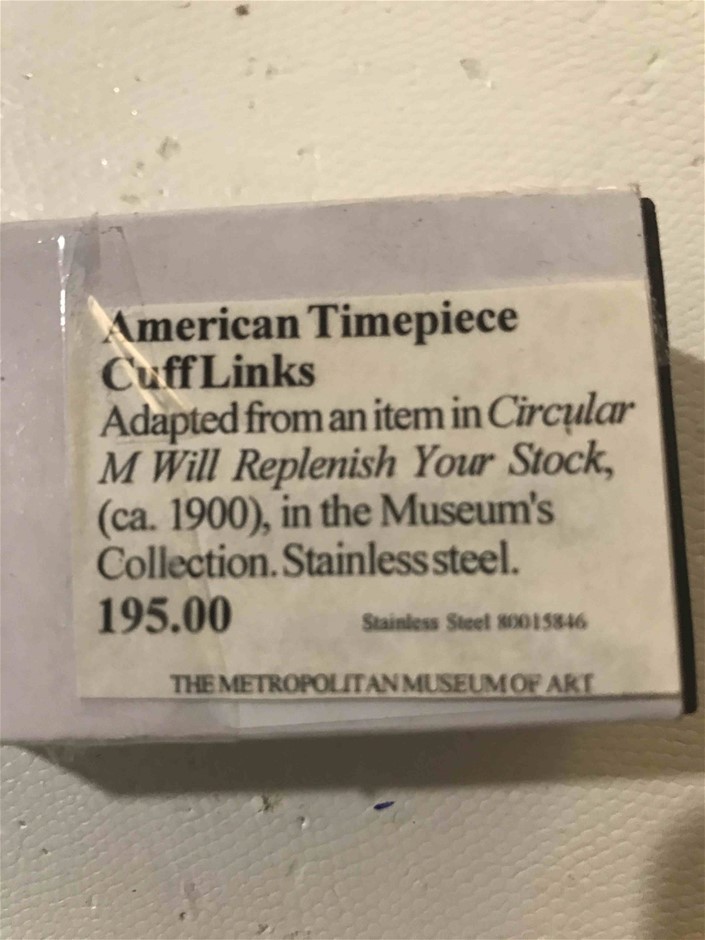 American Timepiece
Cuff Links
Adapted from an item in Circular
M Will Replenish Your Stock,
(ca. 1900), in the Museum's
Collection. Stainless steel.
195.00 Stainless Steel 80015846
THE METROPOLITAN MUSEUM OF ART